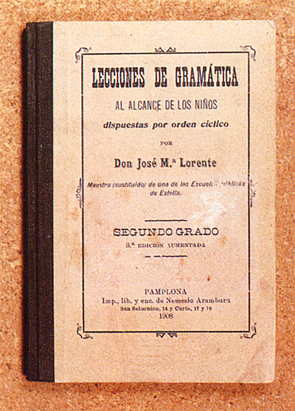 LECCIONES DE GRAMÁTICA
AL ALCANCE DE LOS NIÑOS
dispuestas por orden cíclico
POR
Don José M.ª Lorente
Maestro (sustituído) de una de las Escuelas
de Estella.
SEGUNDO GRADO
3.ª EDICIÓN AUMENTADA
PAMPLONA
Imp., lib. y enc. de Nemesio Aramburu
San Saturnino, 14 y Curia, 17 y 19
1908